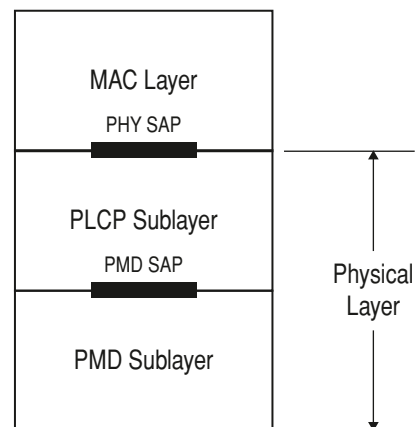 MAC Layer
PHY SAP
PLCP Sublayer
PMD SAP
Physical
Layer
PMD Sublayer